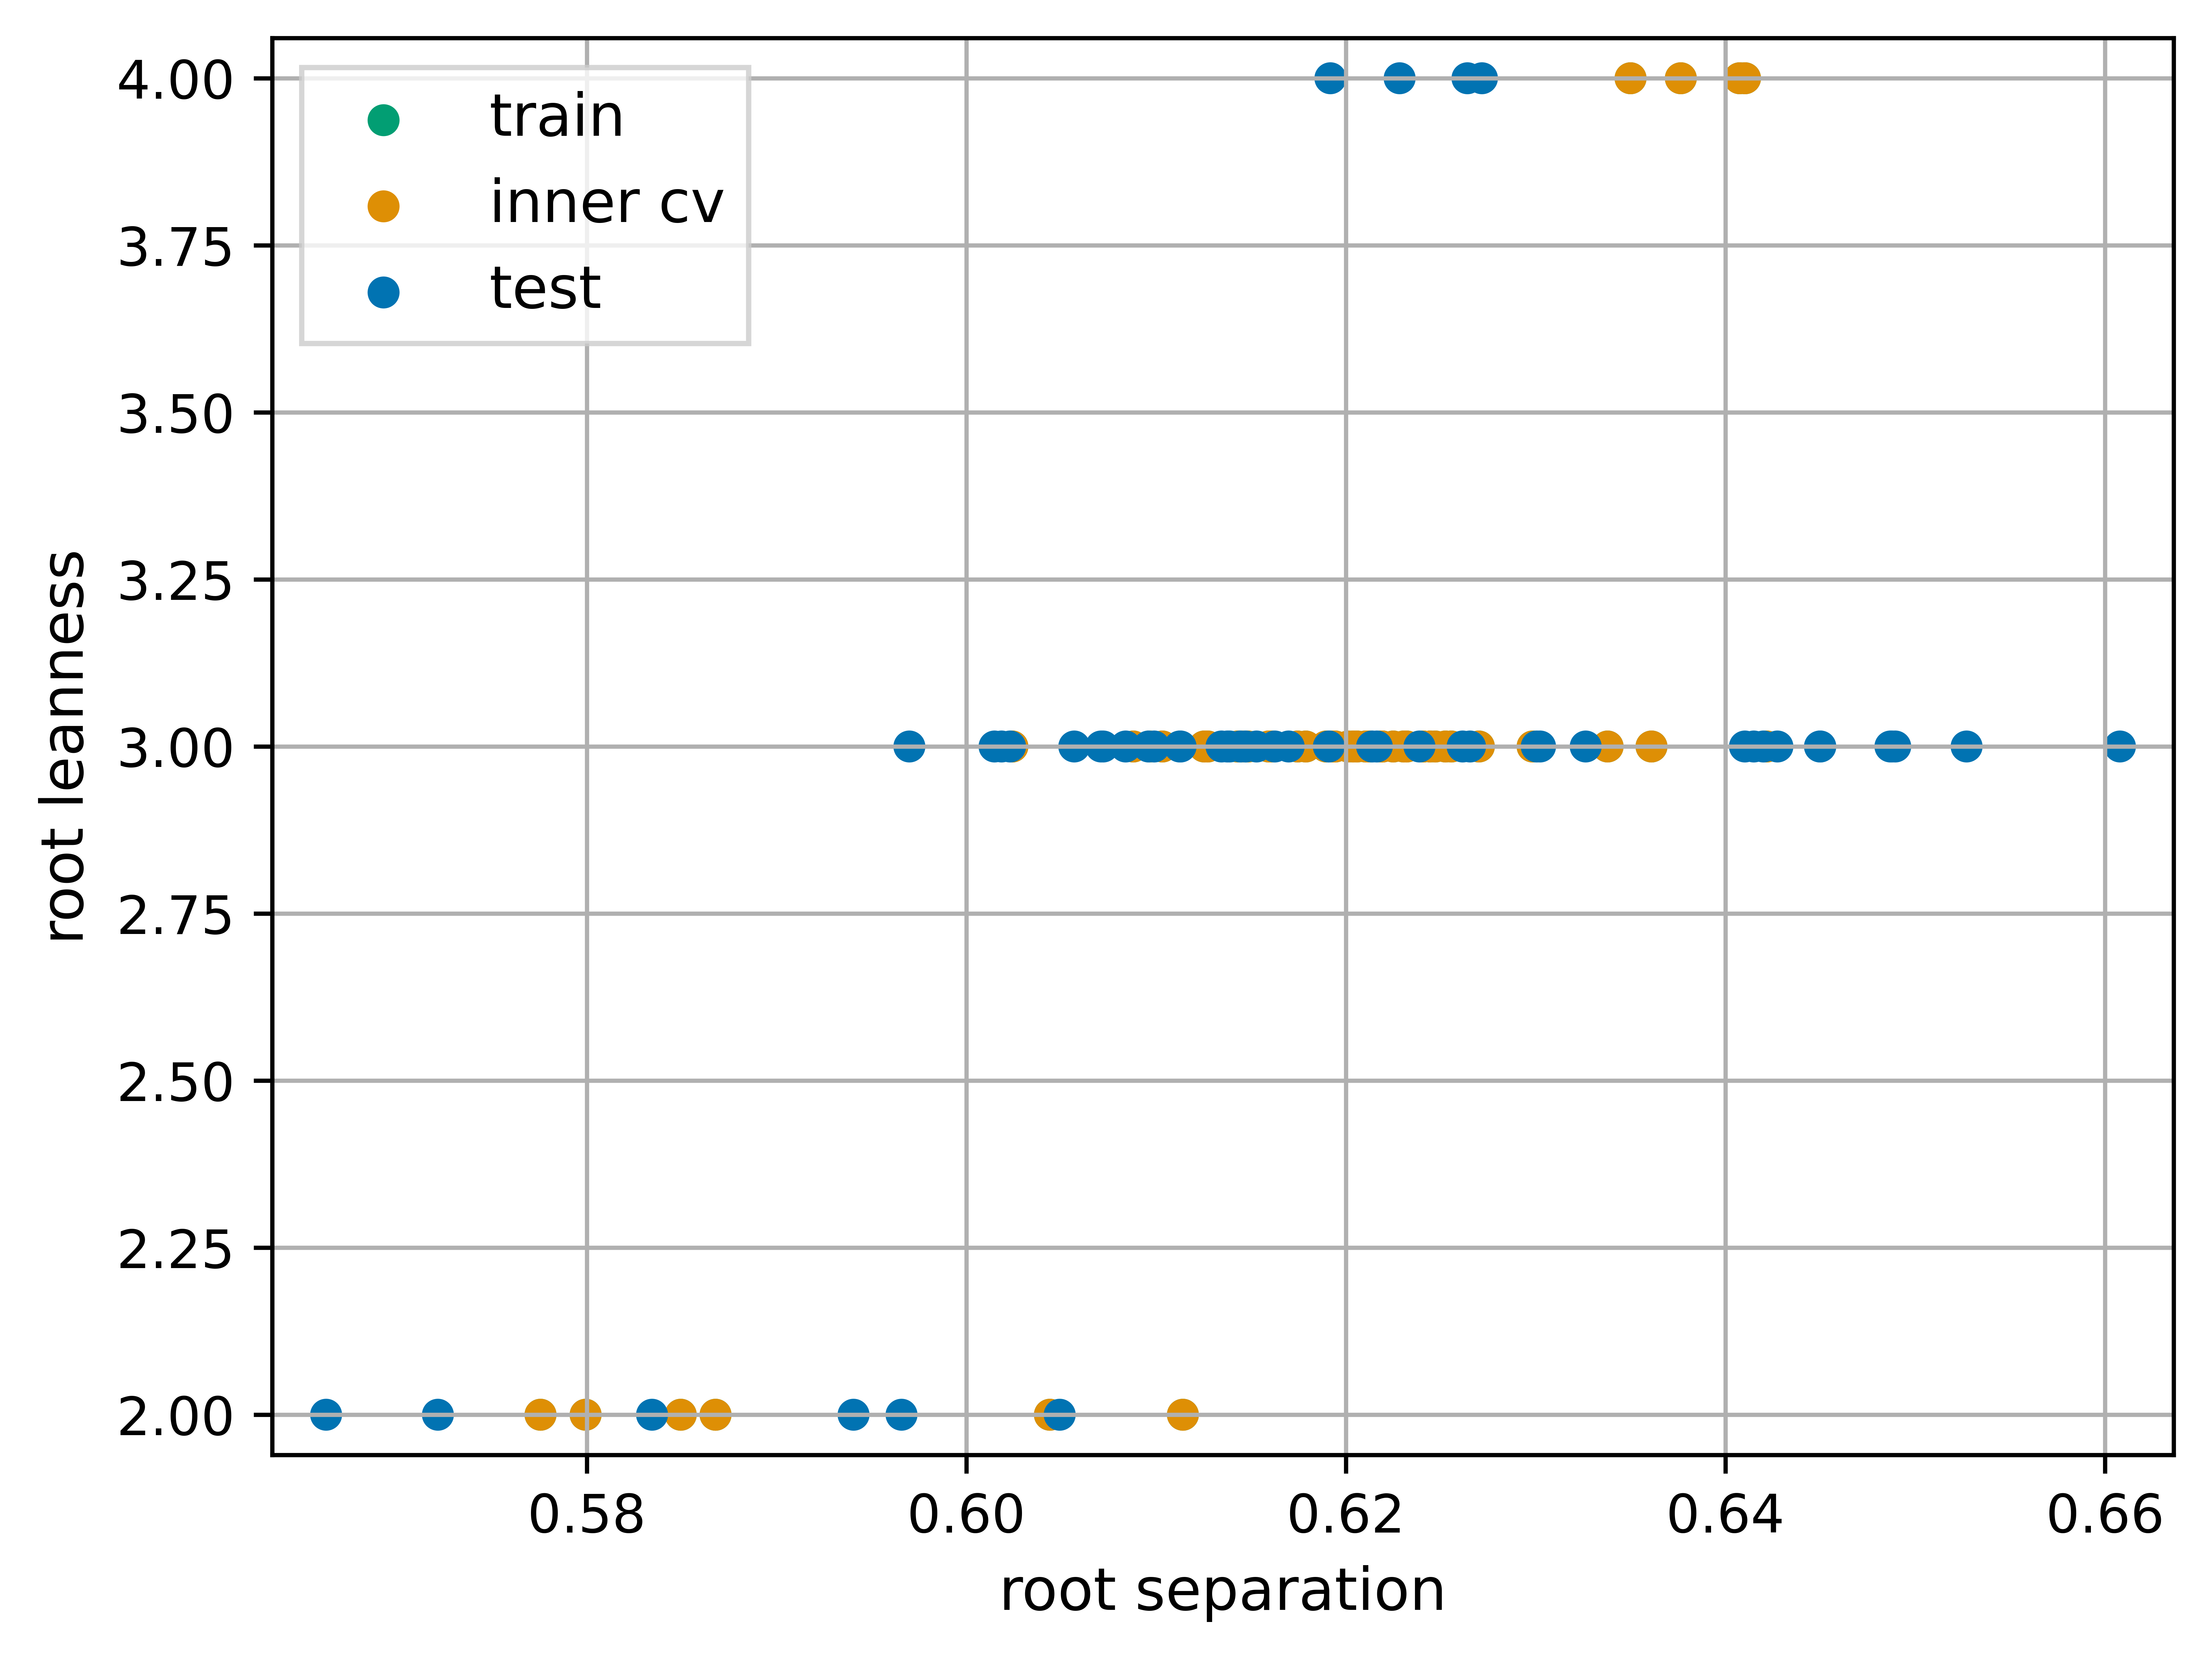 4.00
3.75
3.50
3.25
3.00
2.75
2.50
2.25
2.00
root leanness
train
inner cv
test
0.58 0.60 0.62 0.64 0.66
root separation